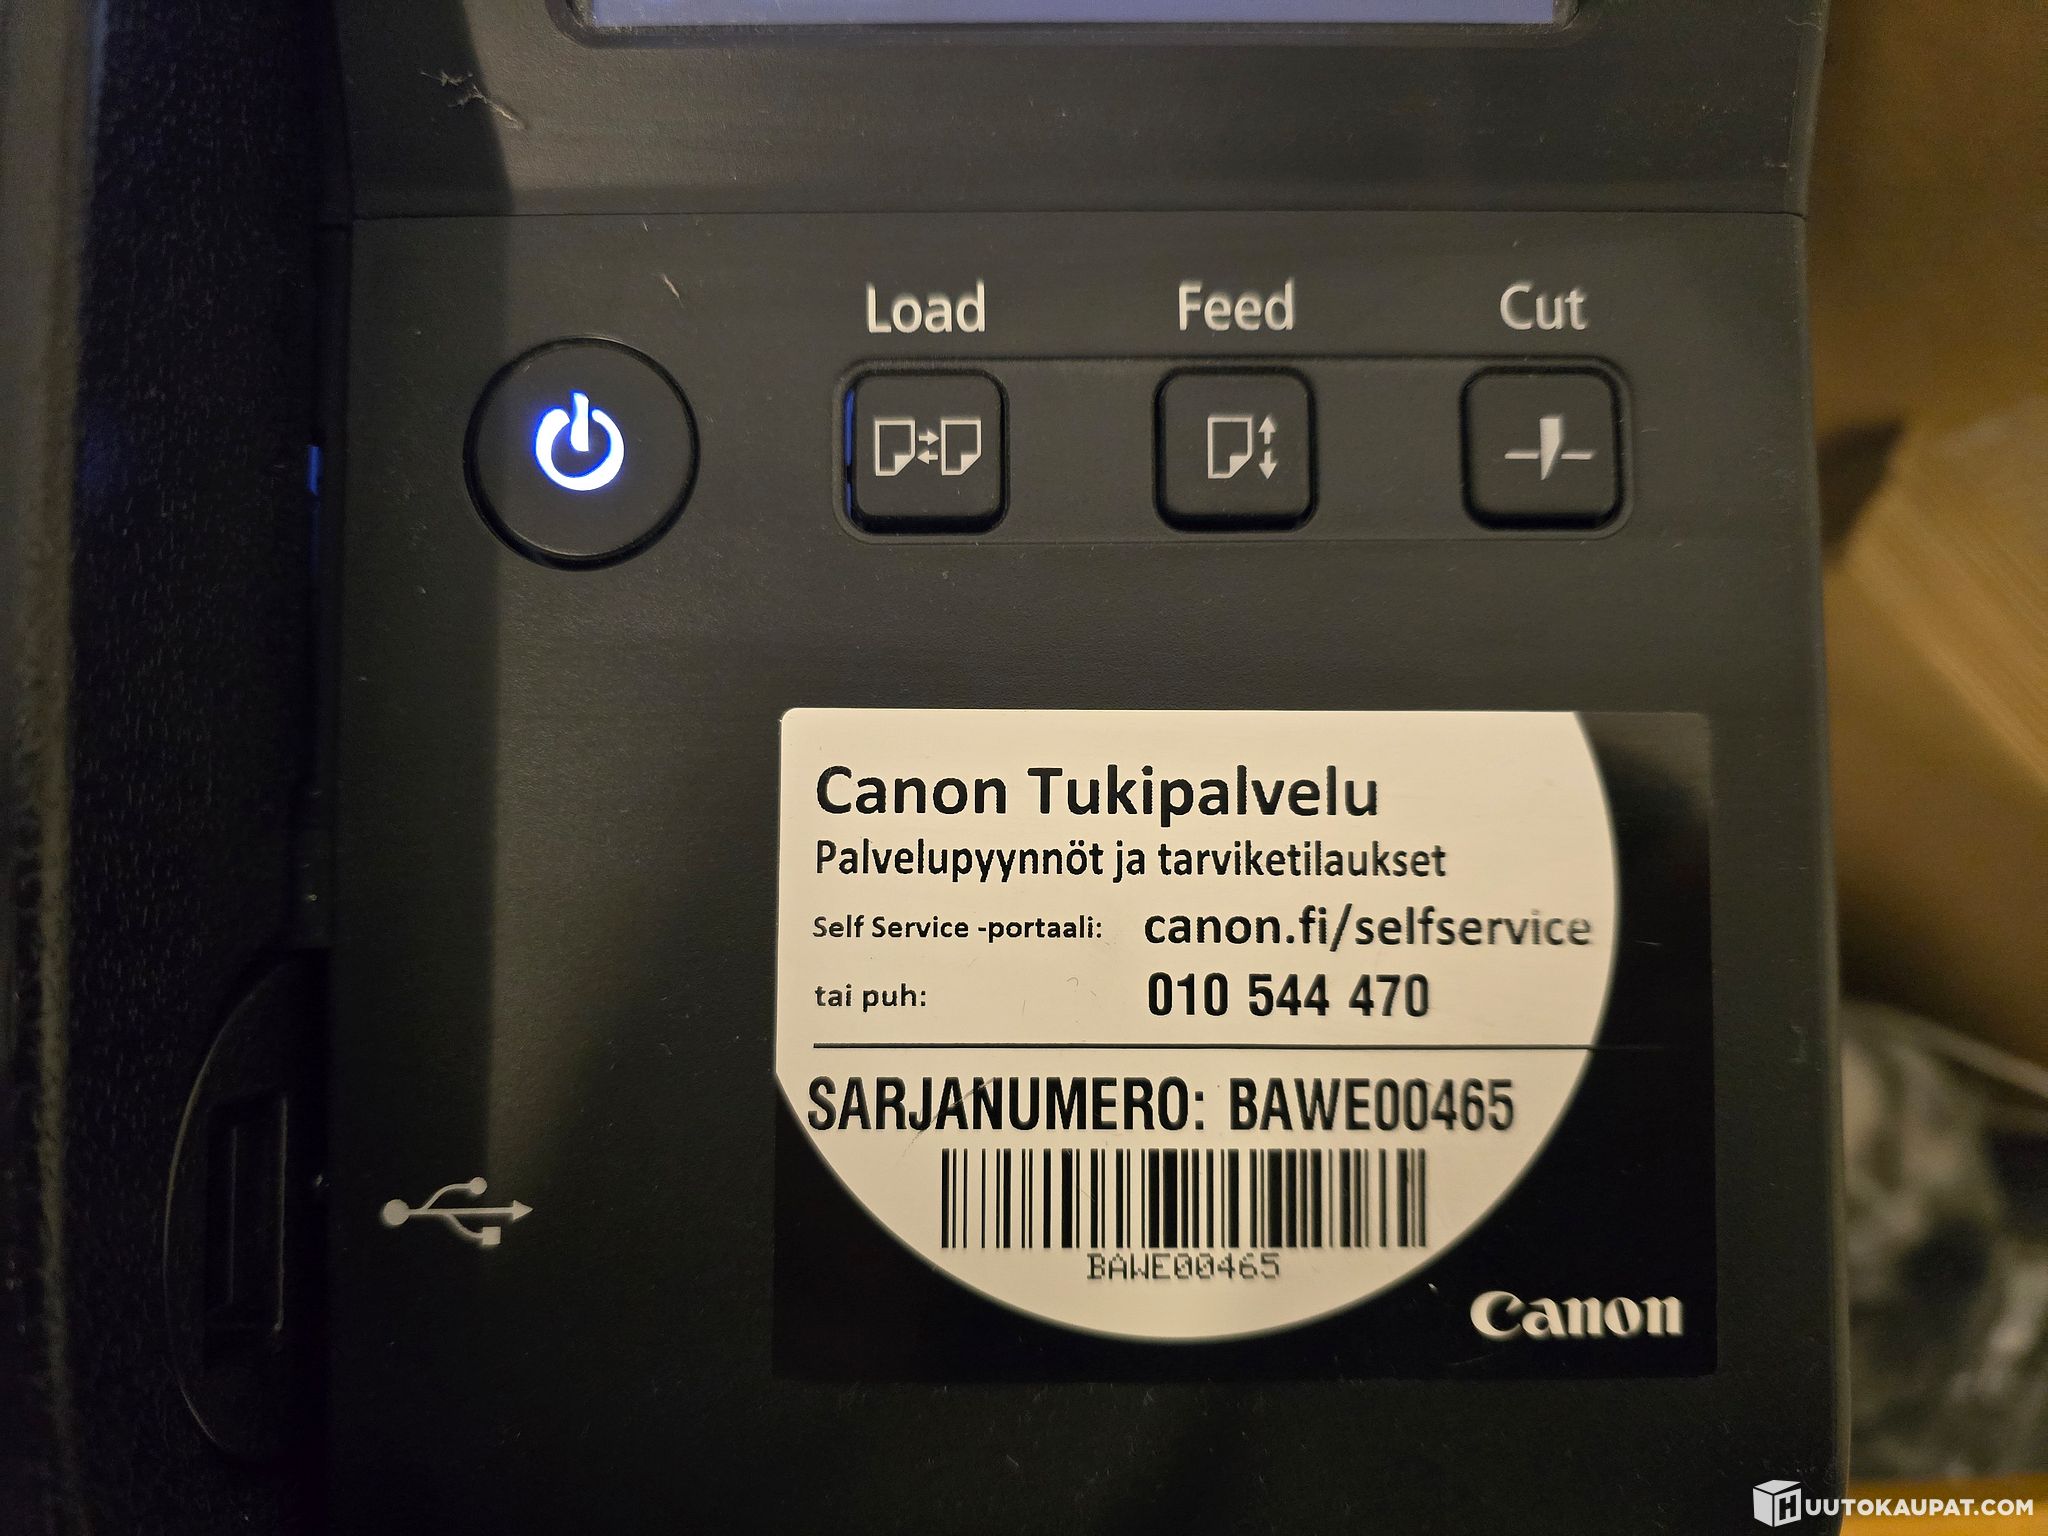 Load Feed Cut
Canon Tukipalvelu
Palvelupyynnöt ja tarviketilaukset
Self Service -portaali: canon.fi/selfservice
tai puh: 010 544 470
SARJANUMERO: BAWE00465
BAWE00465
Canon
HUUTOKAUPAT.COM